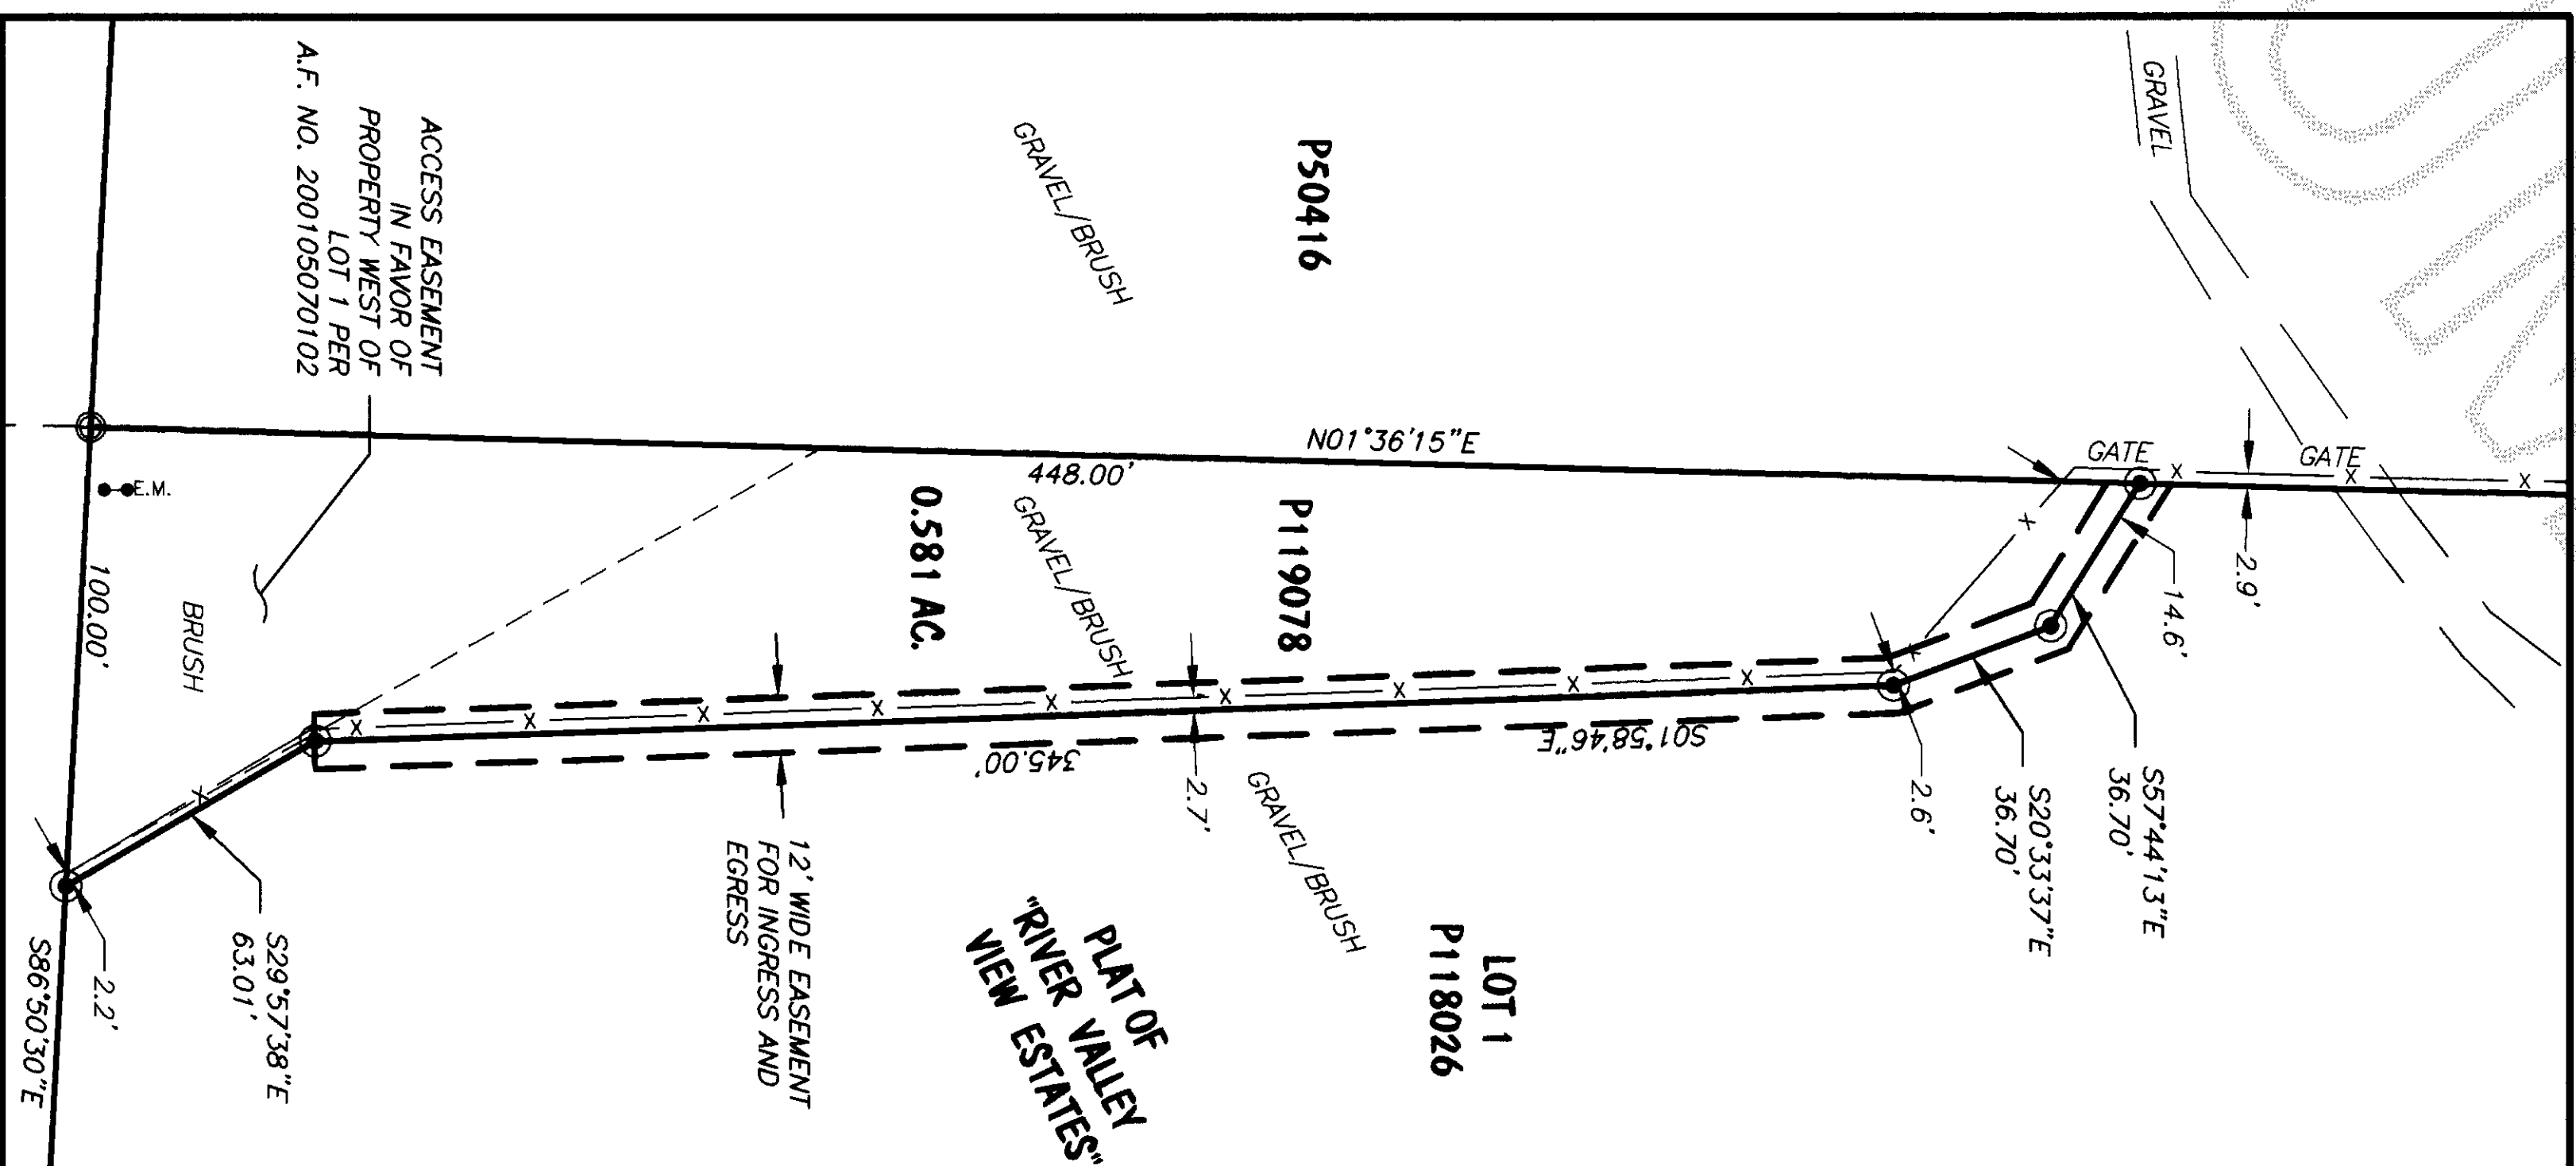 GRAVEL
P50416
GRAVEL/BRUSH
ACCESS EASEMENT
IN FAVOR OF
PROPERTY WEST OF
LOT 1 PER
A.F. NO. 200105070102
GATE
GATE
N01°36'15"E
448.00'
E.M.
2.9'
14.6'
P119078
GRAVEL/BRUSH
0.581 AC.
100.00'
BRUSH
S01°58'46"E
345.00'
2.7'
2.6'
S57°44'13"E
36.70'
S20°33'37"E
36.70'
GRAVEL/BRUSH
12' WIDE EASEMENT
FOR INGRESS AND
EGRESS
LOT 1
P118026
PLAT OF
"RIVER VALLEY
VIEW ESTATES"
S29°57'38"E
63.01'
2.2'
S86°50'30"E